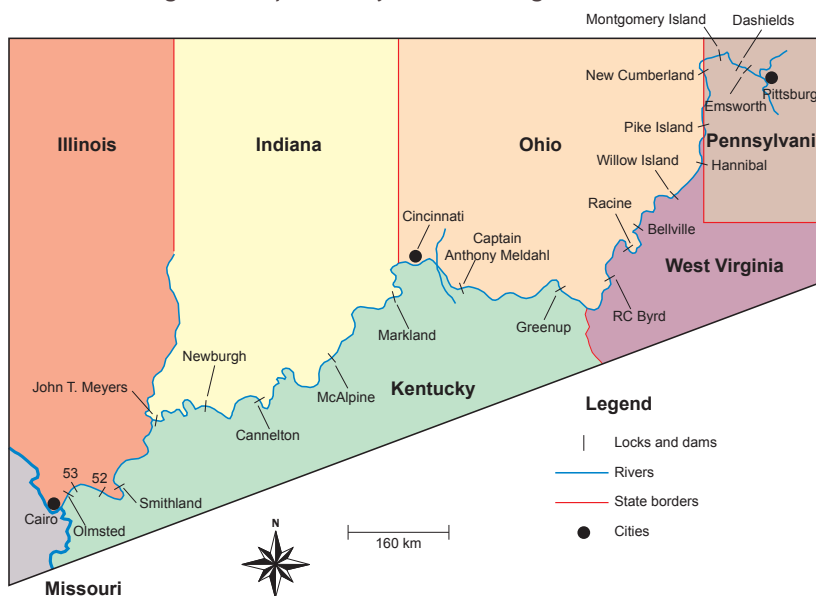 Montgomery Island
Dashields
New Cumberland
Pittsburg
Emsworth
Illinois
Indiana
Ohio
Pike Island
Pennsylvani
Hannibal
Willow Island
Racine
Cincinnati
Bellville
Captain
Anthony Meldahl
West Virginia
Markland
Greenup
RC Byrd
Newburgh
John T. Meyers
McAlpine
Kentucky
Cannelton
Legend
Locks and dams
53
52
Rivers
Smithland
State borders
Cairo
Olmsted
N
Cities
160 km
Missouri